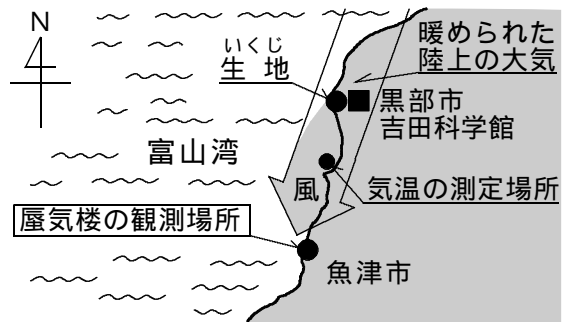 N
暖められた
陸上の大気
いくじ
生地
黒部市
吉田科学館
富山湾
風
気温の測定場所
蜃気楼の観測場所
魚津市